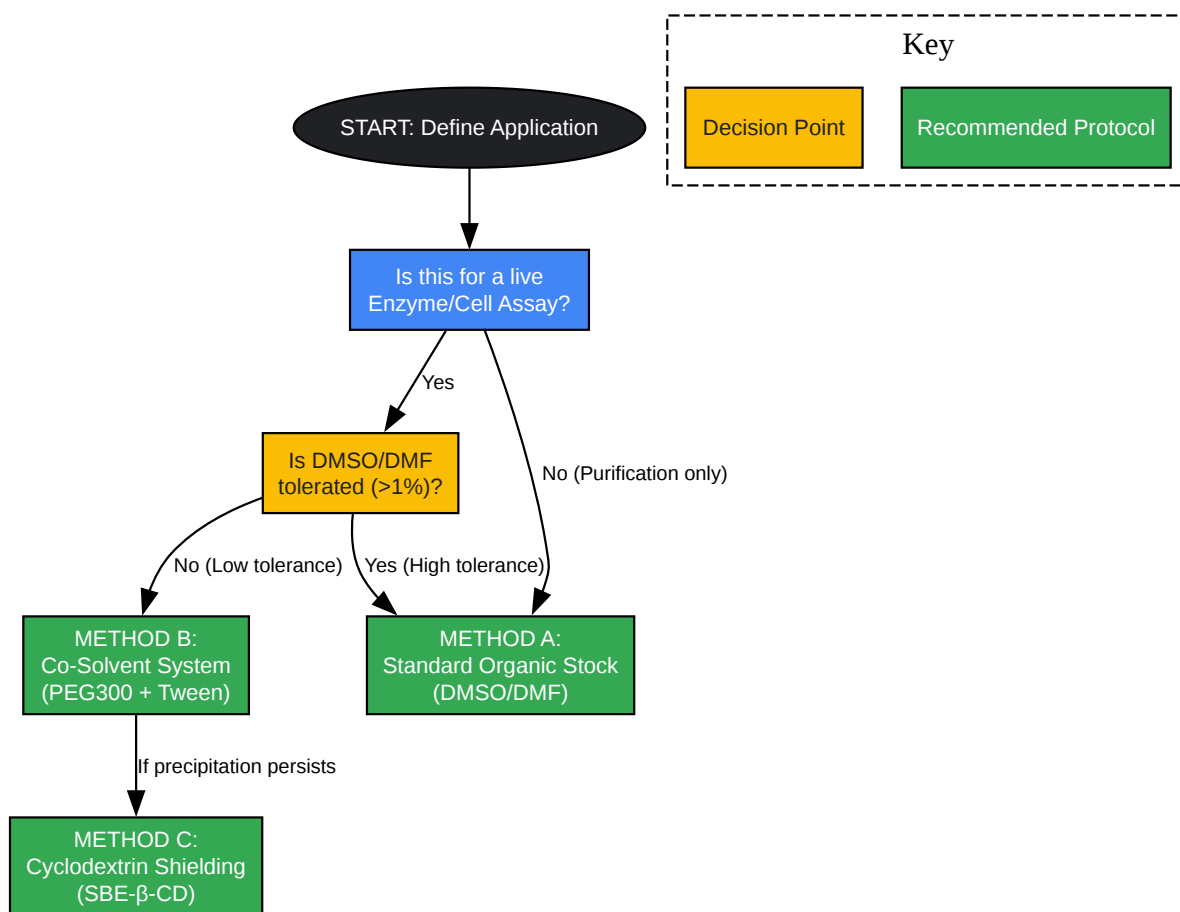 Key
Decision Point
Recommended Protocol
START: Define Application
Is this for a live
Enzyme/Cell Assay?
Yes
No (Purification only)
Is DMSO/DMF
tolerated (>1%)?
No (Low tolerance)
Yes (High tolerance)
METHOD B:
Co-Solvent System
(PEG300 + Tween)
METHOD A:
Standard Organic Stock
(DMSO/DMF)
If precipitation persists
METHOD C:
Cyclodextrin Shielding
(SBE-β-CD)